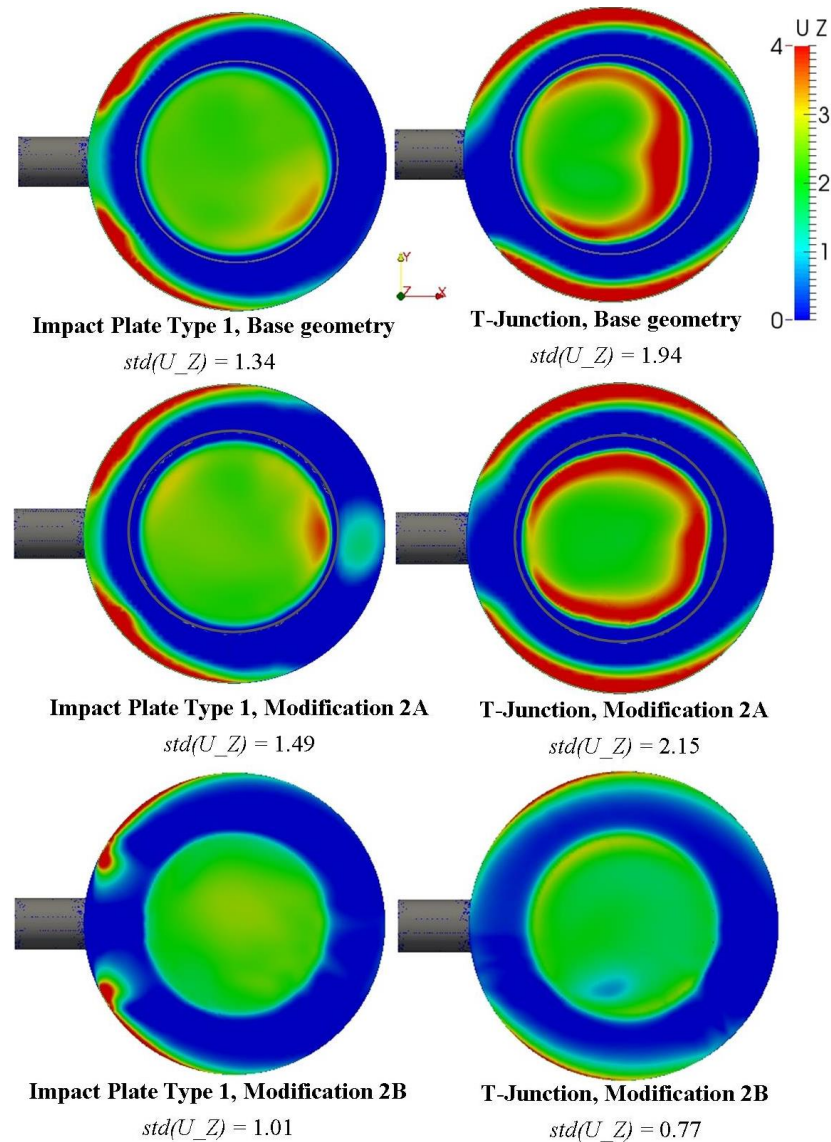 U Z
4
3
2
1
0
Y
Z X
Impact Plate Type 1, Base geometry
std(U_Z) = 1.34
T-Junction, Base geometry
std(U_Z) = 1.94
Impact Plate Type 1, Modification 2A
std(U_Z) = 1.49
T-Junction, Modification 2A
std(U_Z) = 2.15
Impact Plate Type 1, Modification 2B
std(U_Z) = 1.01
T-Junction, Modification 2B
std(U_Z) = 0.77